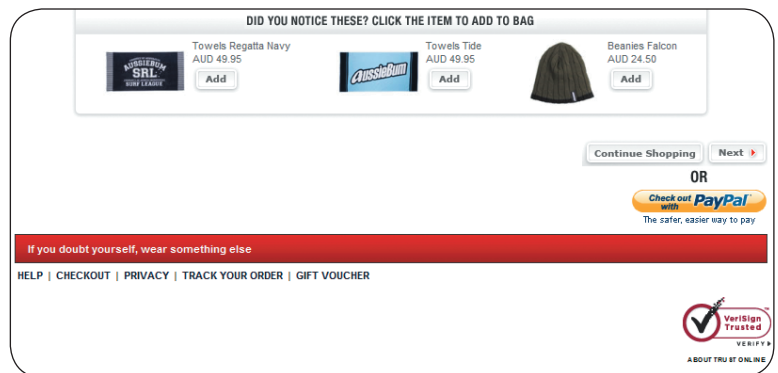 DID YOU NOTICE THESE? CLICK THE ITEM TO ADD TO BAG
AUSSIEBUM
SRL
SURF LEAGUE
Towels Regatta Navy
AUD 49.95
Add
aussieBum
Towels Tide
AUD 49.95
Add
Beanies Falcon
AUD 24.50
Add
Continue Shopping
Next
OR
Check out with PayPal
The safer, easier way to pay
If you doubt yourself, wear something else
HELP | CHECKOUT | PRIVACY | TRACK YOUR ORDER | GIFT VOUCHER
VeriSign
Trusted
VERIFY
ABOUT TRUST ONLINE